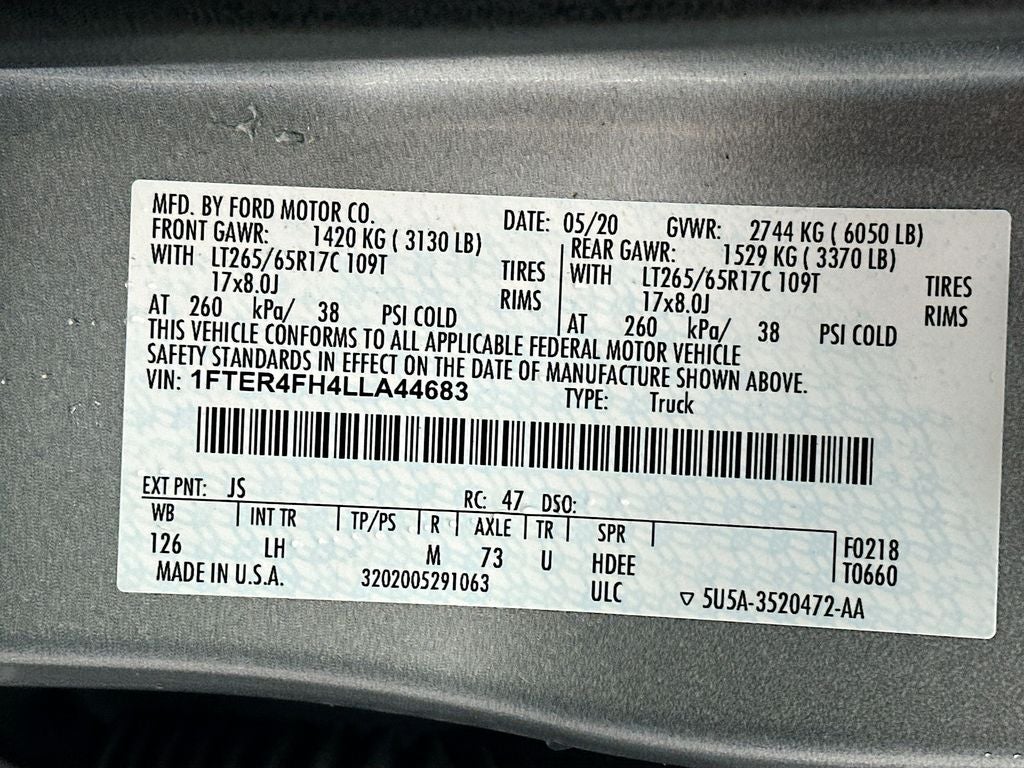 MFD. BY FORD MOTOR CO. DATE: 05/20 GVWR: 2744 KG ( 6050 LB)
FRONT GAWR: 1420 KG ( 3130 LB) REAR GAWR: 1529 KG ( 3370 LB)
WITH LT265/65R17C 109T TIRES WITH LT265/65R17C 109T TIRES
17x8.0J RIMS 17x8.0J RIMS
AT 260 kPa/ 38 PSI COLD AT 260 kPa/ 38 PSI COLD
THIS VEHICLE CONFORMS TO ALL APPLICABLE FEDERAL MOTOR VEHICLE
SAFETY STANDARDS IN EFFECT ON THE DATE OF MANUFACTURE SHOWN ABOVE.
VIN: 1FTER4FH4LLA44683 TYPE: Truck
EXT PNT: JS RC: 47 DSO:
WB INT TR TP/PS R AXLE TR SPR
126 LH M 73 U HDEE F0218
ULC T0660
MADE IN U.S.A. 3202005291063 ▽ 5U5A-3520472-AA